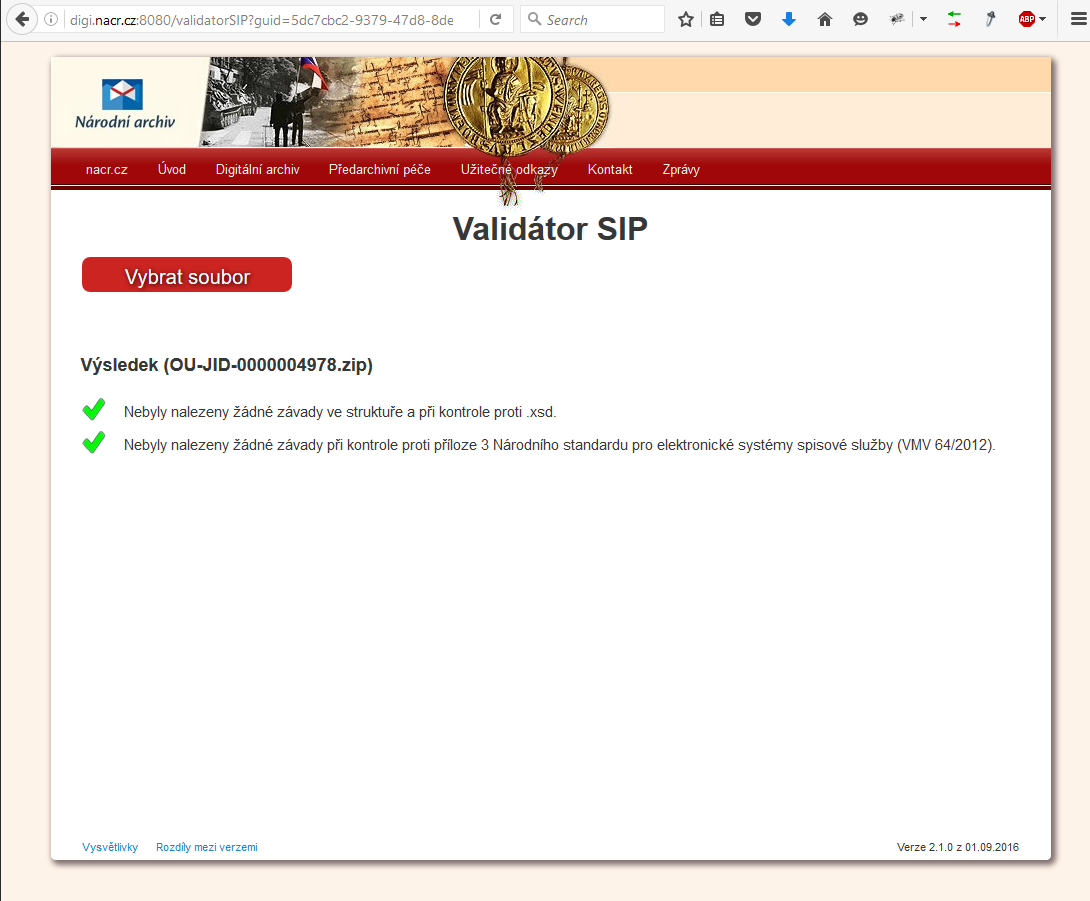 digi.nacr.cz:8080/validatorSIP?guid=5dc7cbc2-9379-47d8-8de
Search
ABP
Národní archiv
nacr.cz Úvod Digitální archiv Předarchivní péče Užitečné odkazy Kontakt Zprávy
Validátor SIP
Vybrat soubor
Výsledek (OU-JID-0000004978.zip)
Nebyly nalezeny žádné závady ve struktuře a při kontrole proti .xsd.
Nebyly nalezeny žádné závady při kontrole proti příloze 3 Národního standardu pro elektronické systémy spisové služby (VMV 64/2012).
Vysvětlivky Rozdíly mezi verzemi Verze 2.1.0 z 01.09.2016